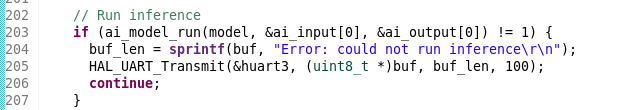 202 // Run inference
203 if (ai_model_run(model, &ai_input[0], &ai_output[0]) != 1) {
204 buf_len = sprintf(buf, "Error: could not run inference\r\n");
205 HAL_UART_Transmit(&huart3, (uint8_t *)buf, buf_len, 100);
206 continue;
207 }